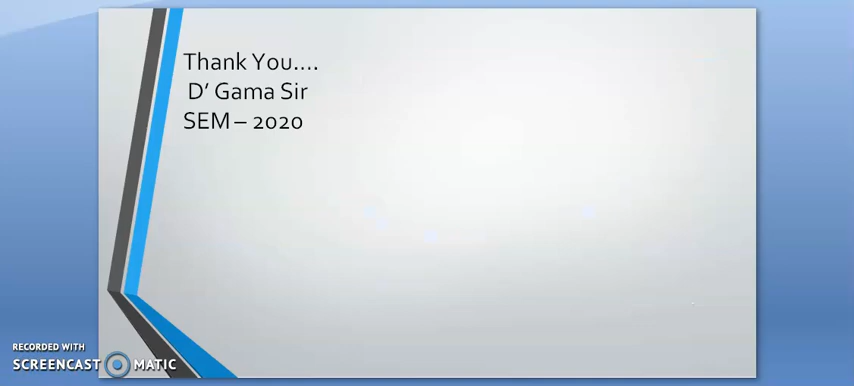 Thank You....
D' Gama Sir
SEM – 2020
RECORDED WITH
SCREENCAST MATIC